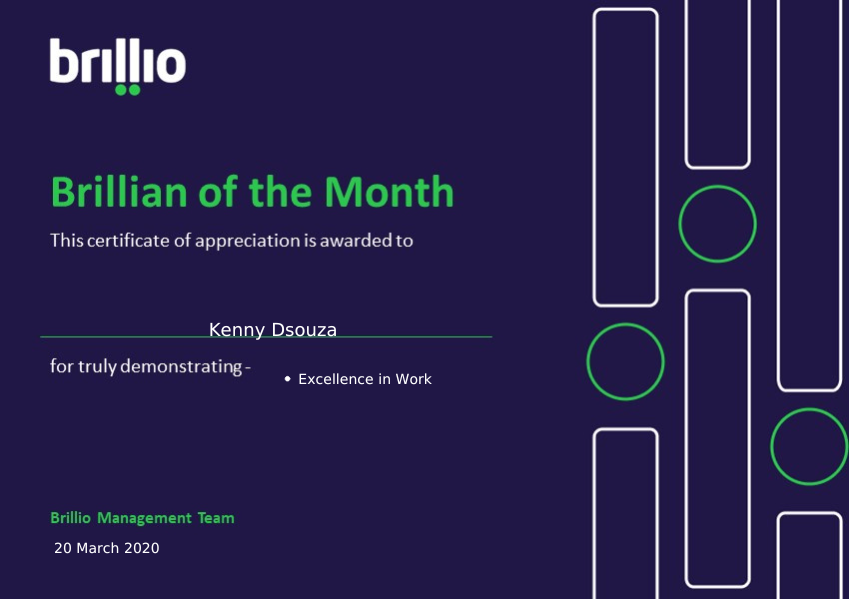 brillio
Brillian of the Month
This certificate of appreciation is awarded to
Kenny Dsouza
for truly demonstrating -
• Excellence in Work
Brillio Management Team
20 March 2020